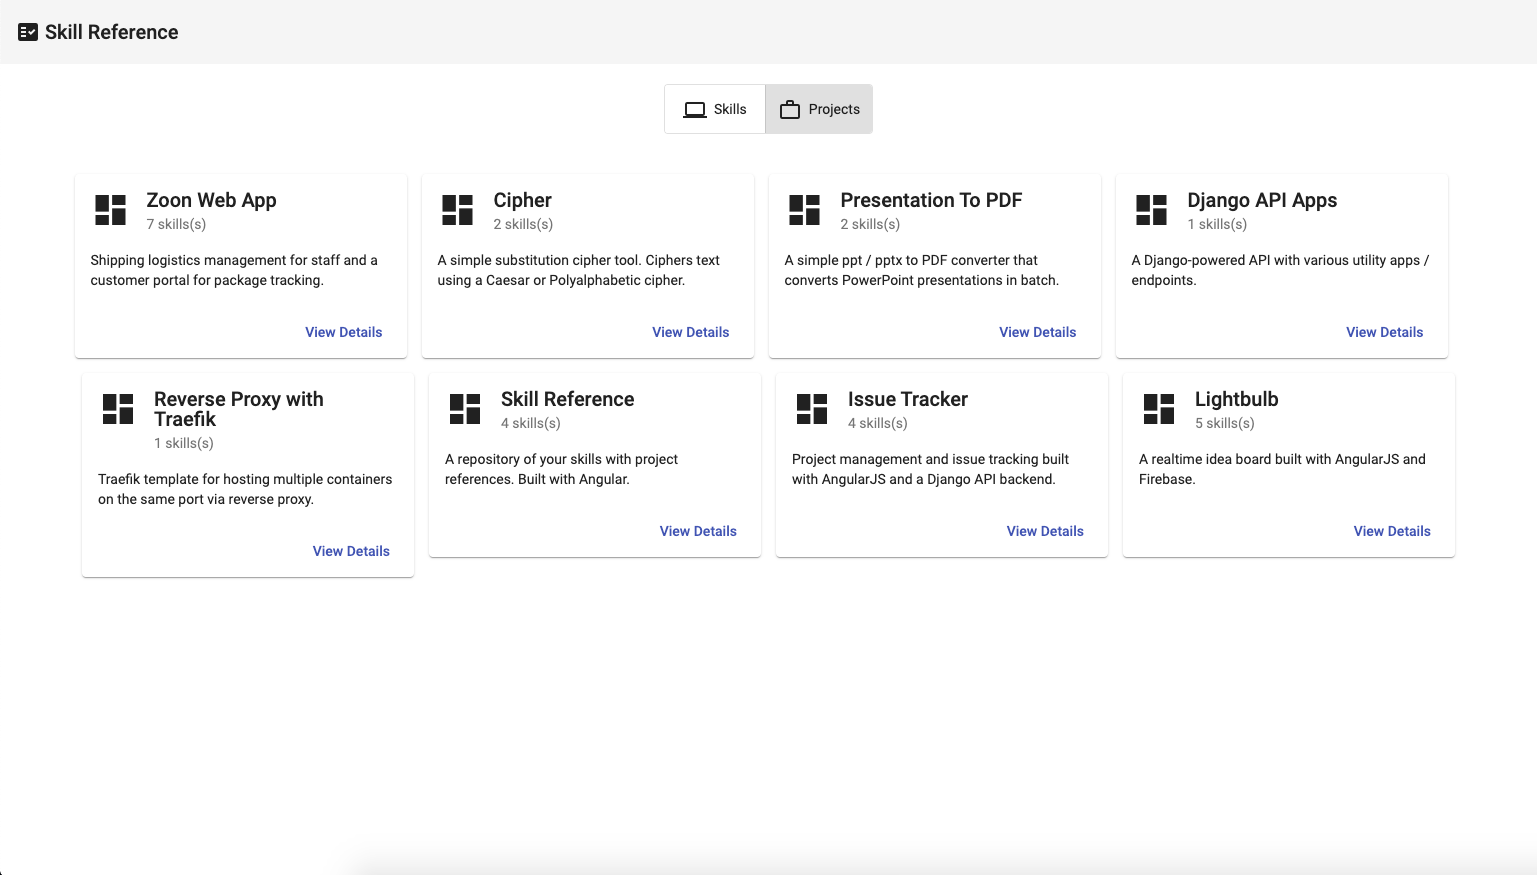 Skill Reference
Skills
Projects
Zoon Web App
7 skills(s)
Shipping logistics management for staff and a
customer portal for package tracking.
View Details
Cipher
2 skills(s)
A simple substitution cipher tool. Ciphers text
using a Caesar or Polyalphabetic cipher.
View Details
Presentation To PDF
2 skills(s)
A simple ppt / pptx to PDF converter that
converts PowerPoint presentations in batch.
View Details
Django API Apps
1 skills(s)
A Django-powered API with various utility apps /
endpoints.
View Details
Reverse Proxy with
Traefik
1 skills(s)
Traefik template for hosting multiple containers
on the same port via reverse proxy.
View Details
Skill Reference
4 skills(s)
A repository of your skills with project
references. Built with Angular.
View Details
Issue Tracker
4 skills(s)
Project management and issue tracking built
with AngularJS and a Django API backend.
View Details
Lightbulb
5 skills(s)
A realtime idea board built with AngularJS and
Firebase.
View Details